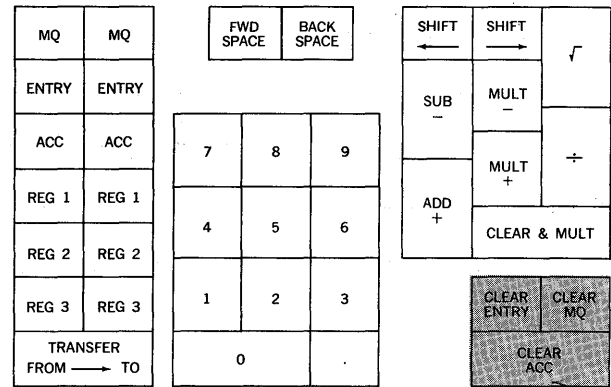 MQ MQ
ENTRY ENTRY
ACC ACC
REG 1 REG 1
REG 2 REG 2
REG 3 REG 3
TRANSFER
FROM → TO
FWD SPACE
BACK SPACE
7 8 9
4 5 6
1 2 3
0 .
SHIFT ←
SHIFT →
√
SUB
−
MULT
−
÷
MULT
+
ADD
+
CLEAR & MULT
CLEAR ENTRY
CLEAR MQ
CLEAR ACC